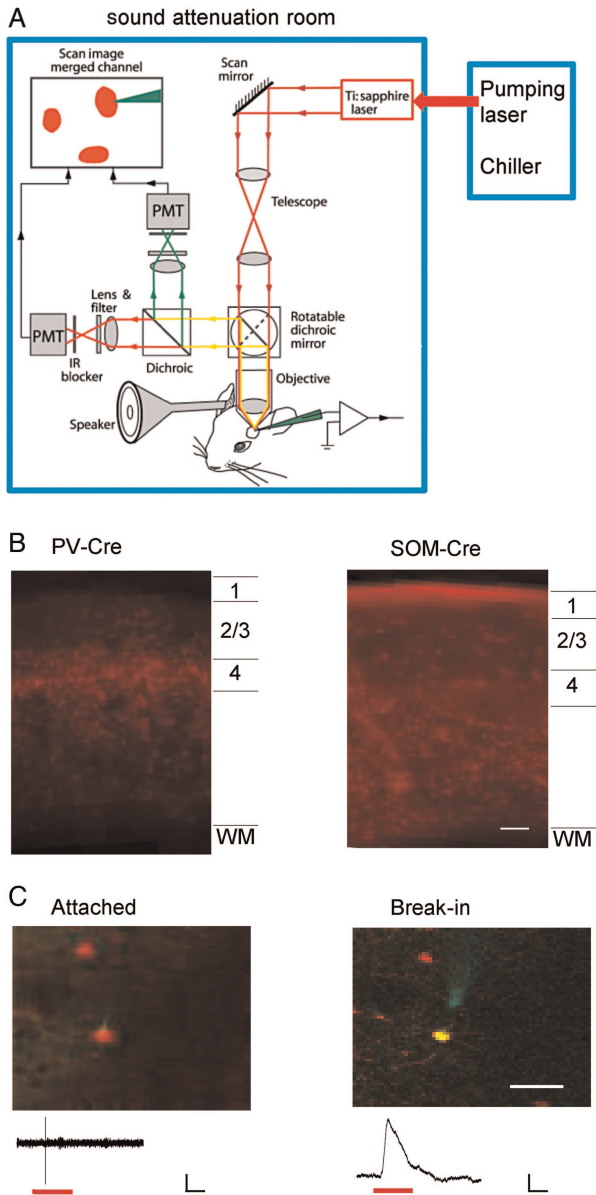 A
sound attenuation room
Scan image
merged channel
Scan
mirror
Ti:sapphire
laser
Pumping
laser
Chiller
PMT
Telescope
Lens &
filter
PMT
IR
blocker
Dichroic
Rotatable
dichroic
mirror
Objective
Speaker
B
PV-Cre
SOM-Cre
1
2/3
4
WM
1
2/3
4
WM
C
Attached
Break-in